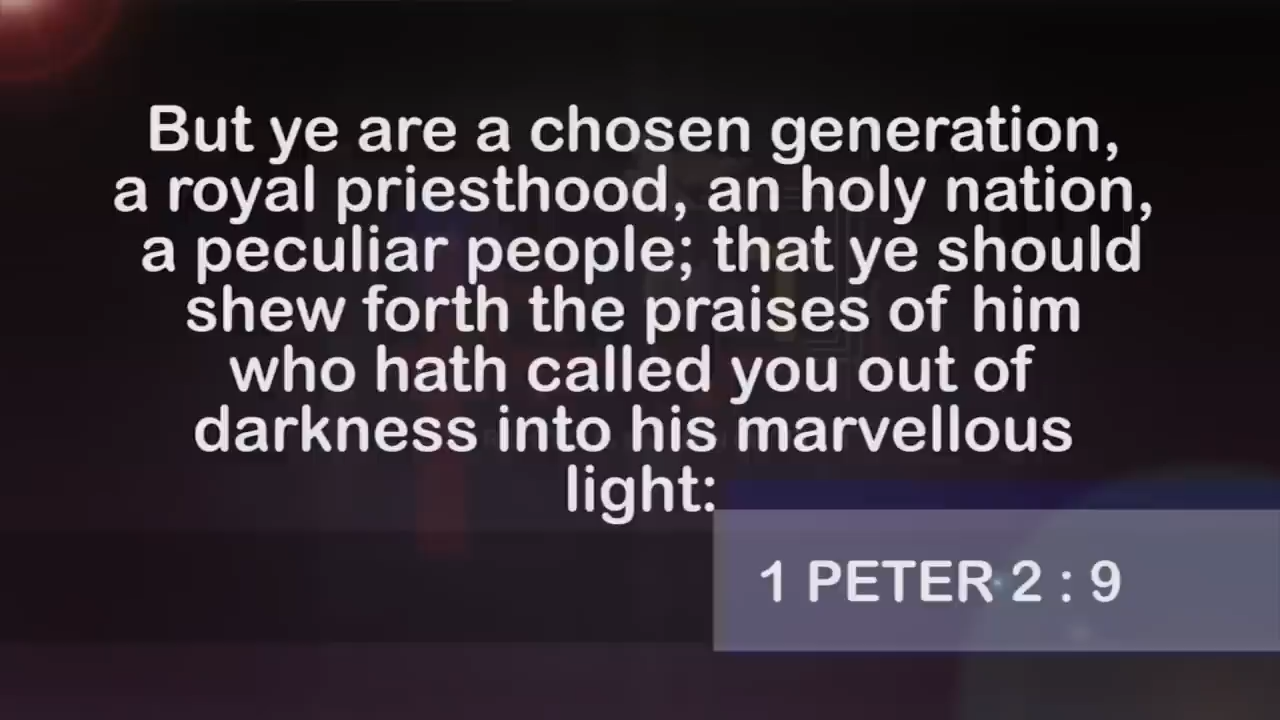 But ye are a chosen generation,
a royal priesthood, an holy nation,
a peculiar people; that ye should
shew forth the praises of him
who hath called you out of
darkness into his marvellous
light:
1 PETER 2 : 9